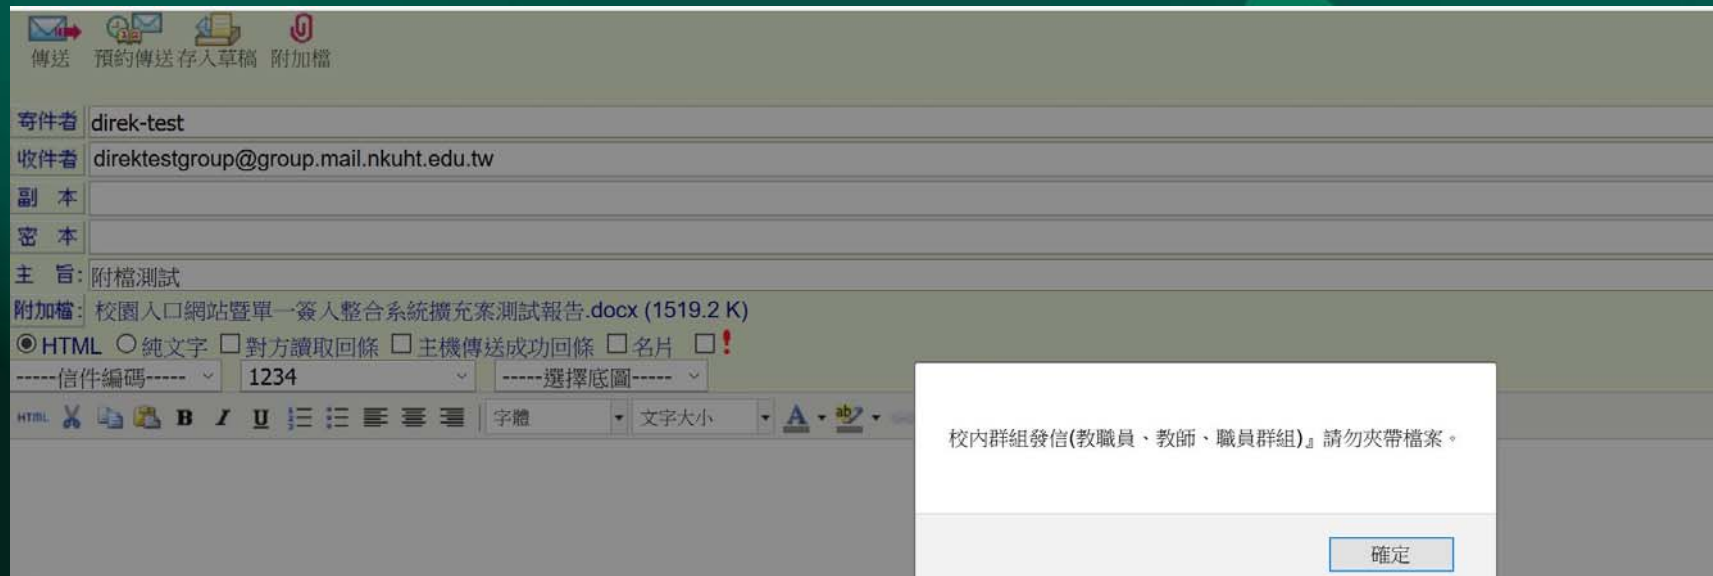 傳送 預約傳送 存入草稿 附加檔
寄件者 direk-test
收件者 direktestgroup@group.mail.nkuht.edu.tw
副 本
密 本
主 旨: 附檔測試
附加檔: 校園入口網站暨單一簽入整合系統擴充案測試報告.docx (1519.2 K)
HTML 純文字 對方讀取回條 主機傳送成功回條 名片 !
-----信件編碼----- 1234 -----選擇底圖-----
HTML B I U 字體 文字大小 A ab
校內群組發信(教職員、教師、職員群組)』請勿夾帶檔案。
確定